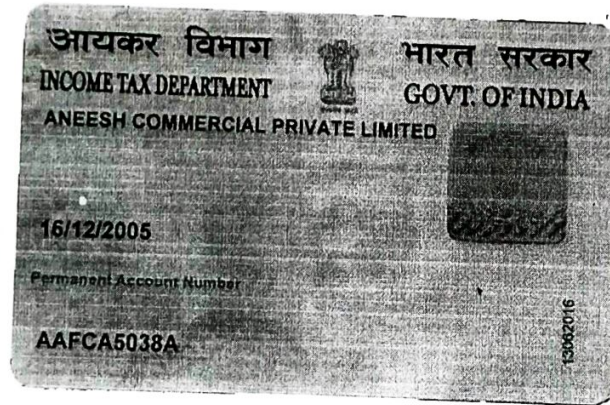 आयकर विभाग
भारत सरकार
INCOME TAX DEPARTMENT
GOVT. OF INDIA
ANEESH COMMERCIAL PRIVATE LIMITED
16/12/2005
Permanent Account Number
AAFCA5038A
13062016